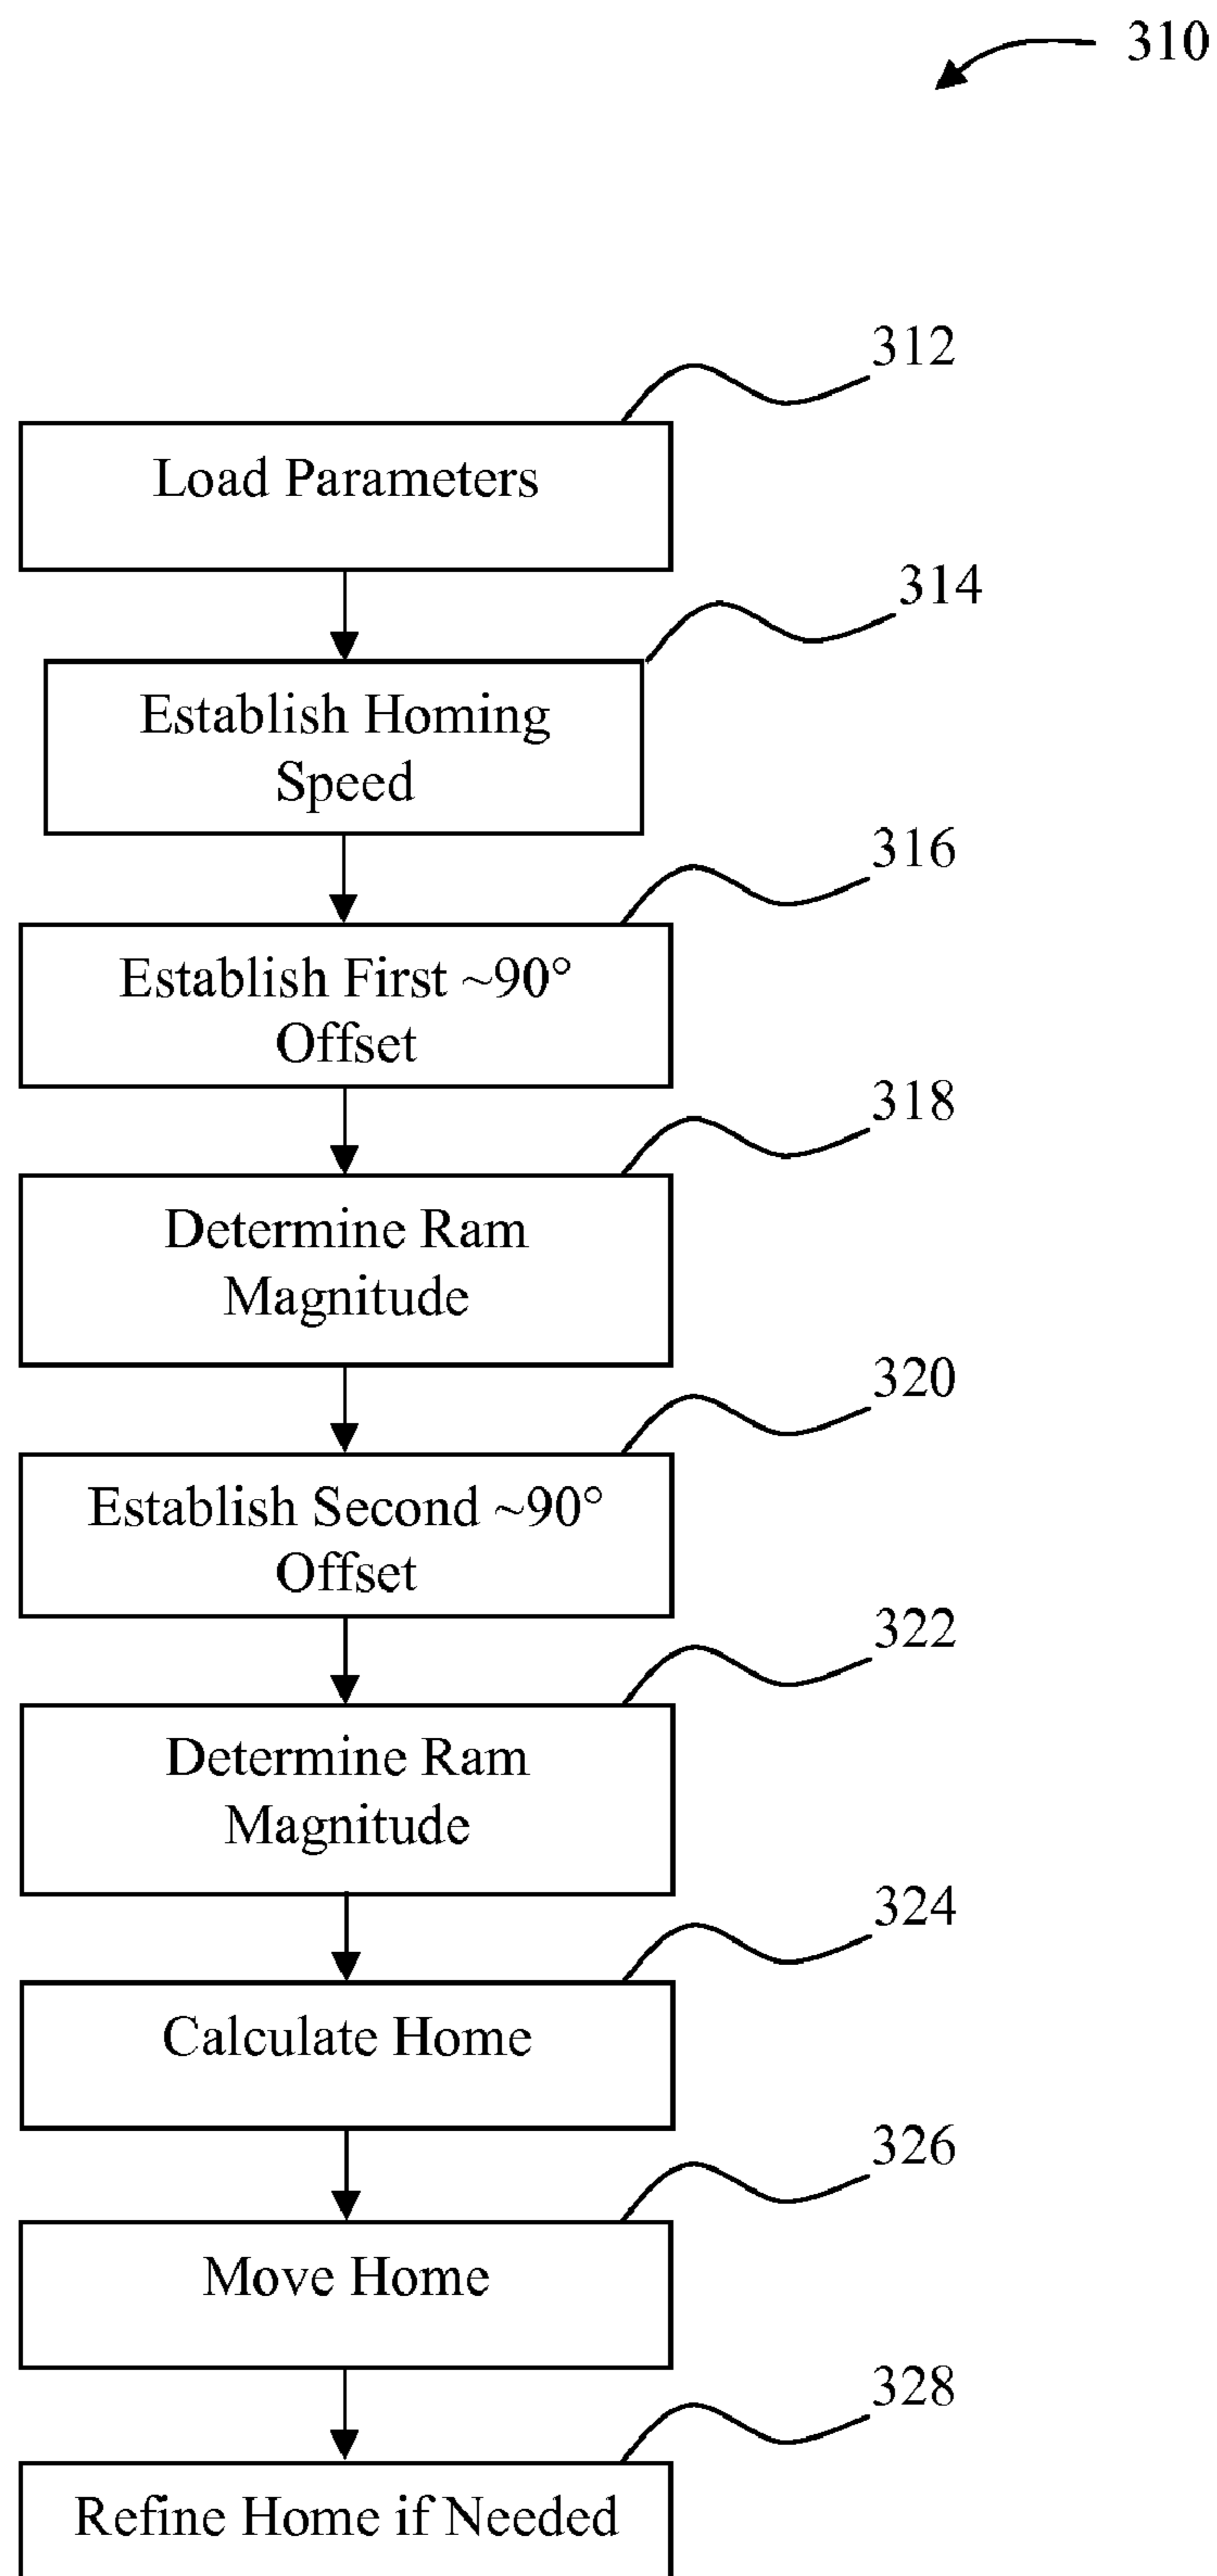 310
312
Load Parameters
314
Establish Homing
Speed
316
Establish First ~90°
Offset
318
Determine Ram
Magnitude
320
Establish Second ~90°
Offset
322
Determine Ram
Magnitude
324
Calculate Home
326
Move Home
328
Refine Home if Needed